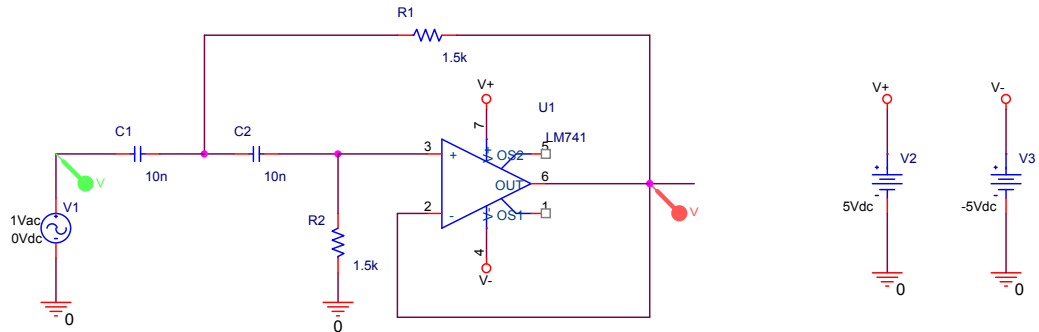 R1
1.5k
V+
V+
V-
U1
7
C1
C2
LM741
3
+
V+
OS2
5
10n
10n
OUT
6
V
V
V2
V3
V1
1Vac
0Vdc
R2
1.5k
2
-
V-
OS1
1
4
V-
5Vdc
-5Vdc
0
0
0
0